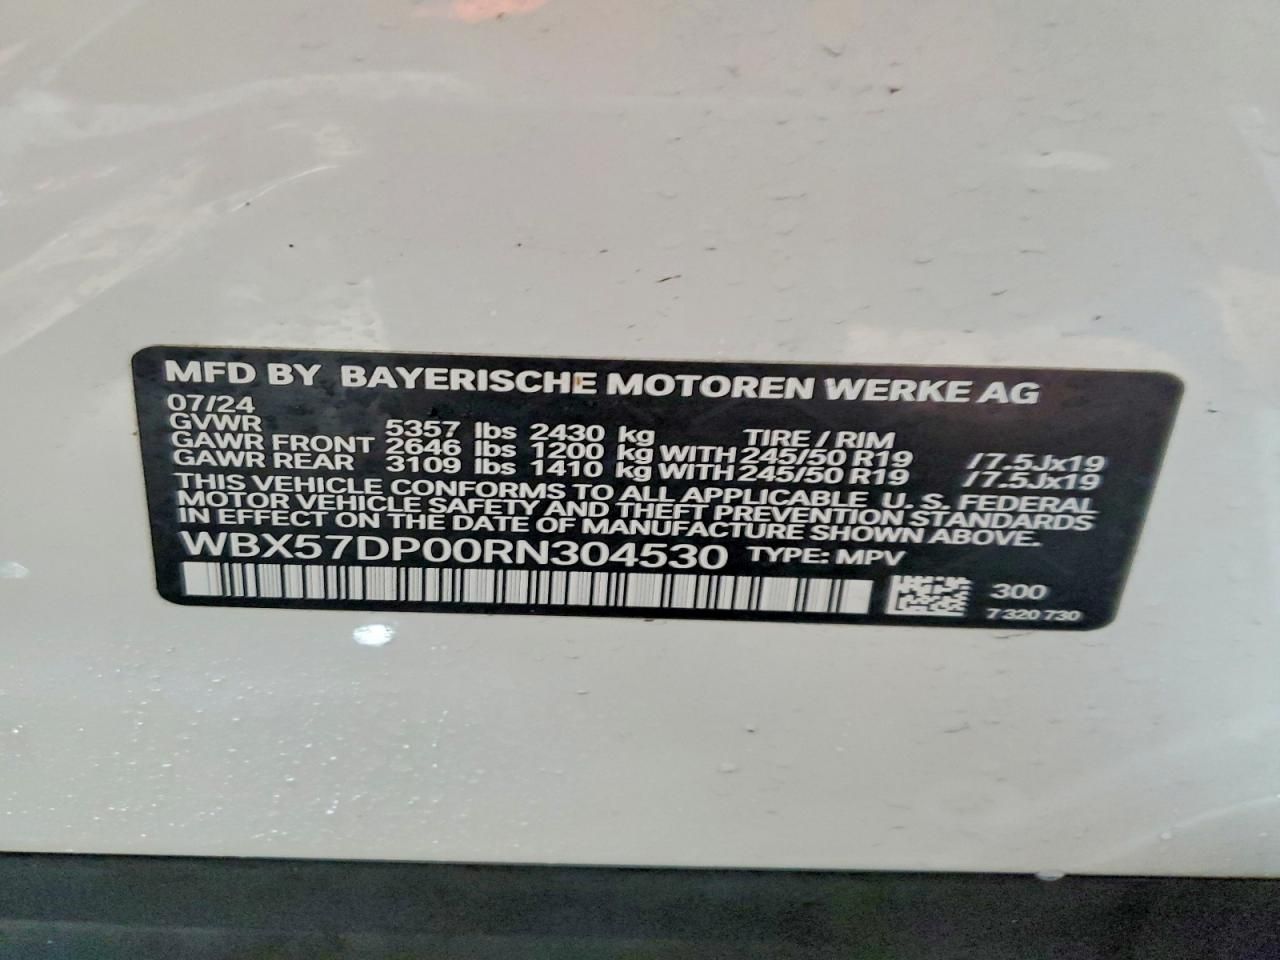 MFD BY BAYERISCHE MOTOREN WERKE AG
07/24
GVWR 5357 lbs 2430 kg TIRE / RIM
GAWR FRONT 2646 lbs 1200 kg WITH 245/50 R19 /7.5Jx19
GAWR REAR 3109 lbs 1410 kg WITH 245/50 R19 /7.5Jx19
THIS VEHICLE CONFORMS TO ALL APPLICABLE U. S. FEDERAL
MOTOR VEHICLE SAFETY AND THEFT PREVENTION STANDARDS
IN EFFECT ON THE DATE OF MANUFACTURE SHOWN ABOVE.
WBX57DP00RN304530 TYPE: MPV
300
7 320 730